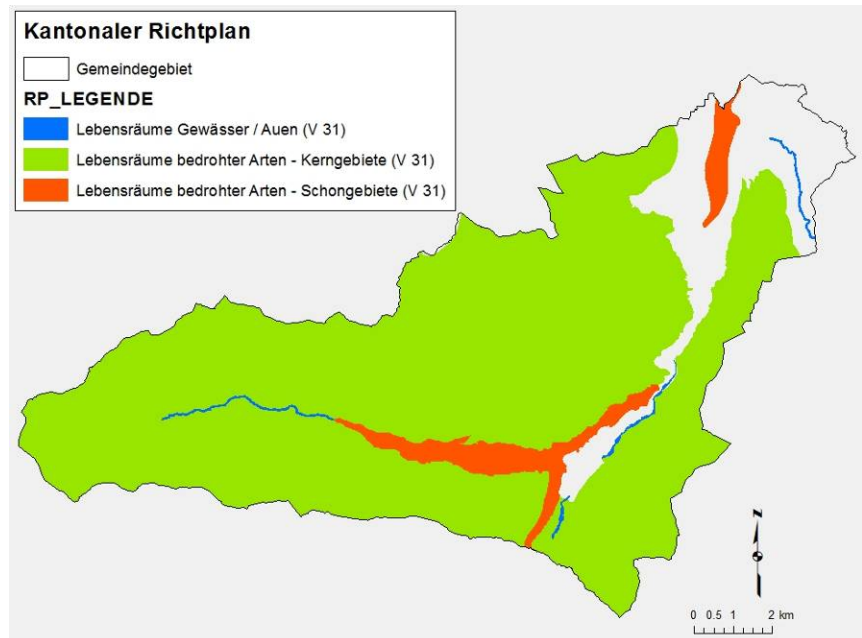 Kantonaler Richtplan
Gemeindegebiet
RP_LEGENDE
Lebensräume Gewässer / Auen (V 31)
Lebensräume bedrohter Arten - Kerngebiete (V 31)
Lebensräume bedrohter Arten - Schongebiete (V 31)
N
0 0.5 1 2 km